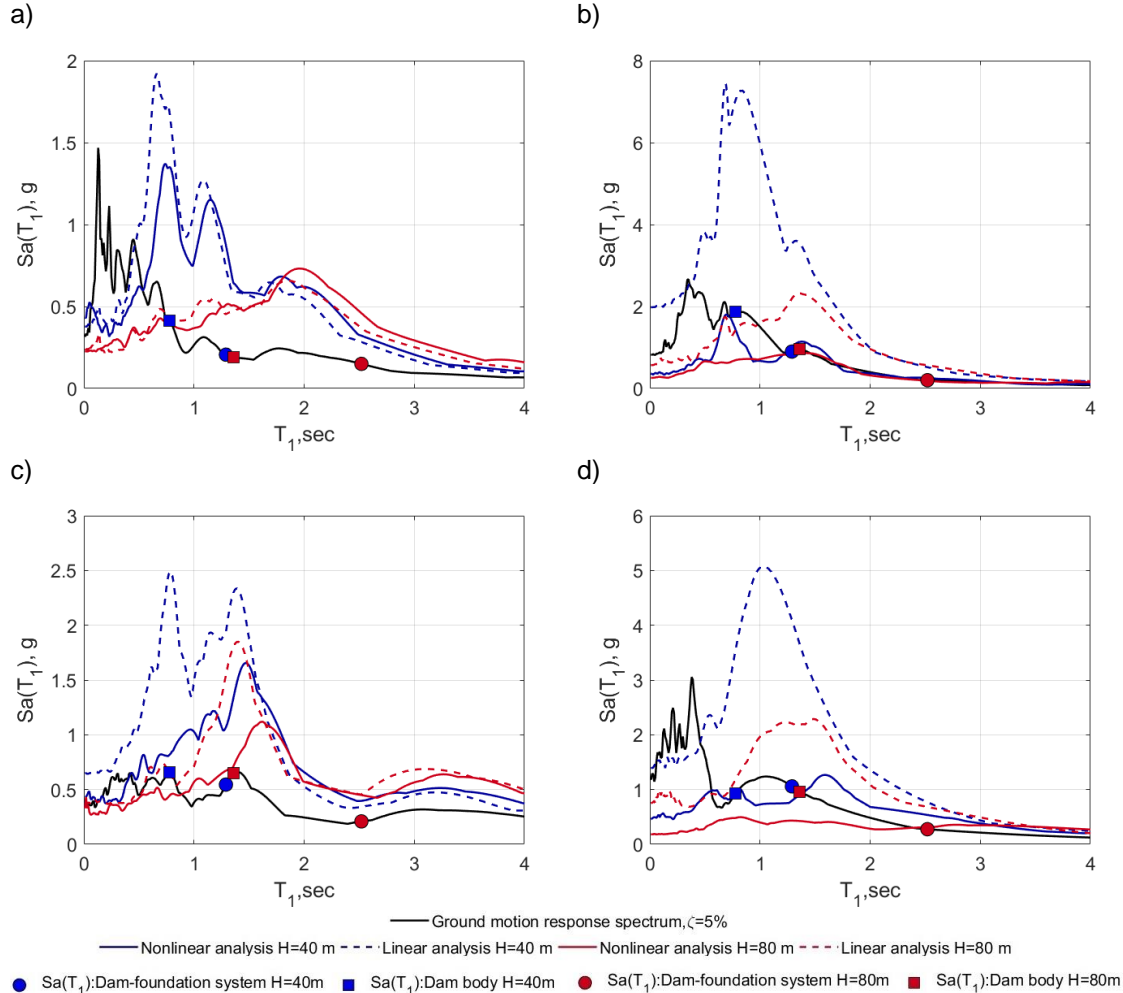 a)
b)
Sa(T1), g
2
1.5
1
0.5
0
0 1 2 3 4
T1,sec
Sa(T1), g
8
6
4
2
0
0 1 2 3 4
T1,sec
c)
d)
Sa(T1), g
3
2.5
2
1.5
1
0.5
0
0 1 2 3 4
T1,sec
Sa(T1), g
6
5
4
3
2
1
0
0 1 2 3 4
T1,sec
Ground motion response spectrum,ζ=5%
Nonlinear analysis H=40 m Linear analysis H=40 m Nonlinear analysis H=80 m Linear analysis H=80 m
Sa(T1):Dam-foundation system H=40m Sa(T1):Dam body H=40m Sa(T1):Dam-foundation system H=80m Sa(T1):Dam body H=80m